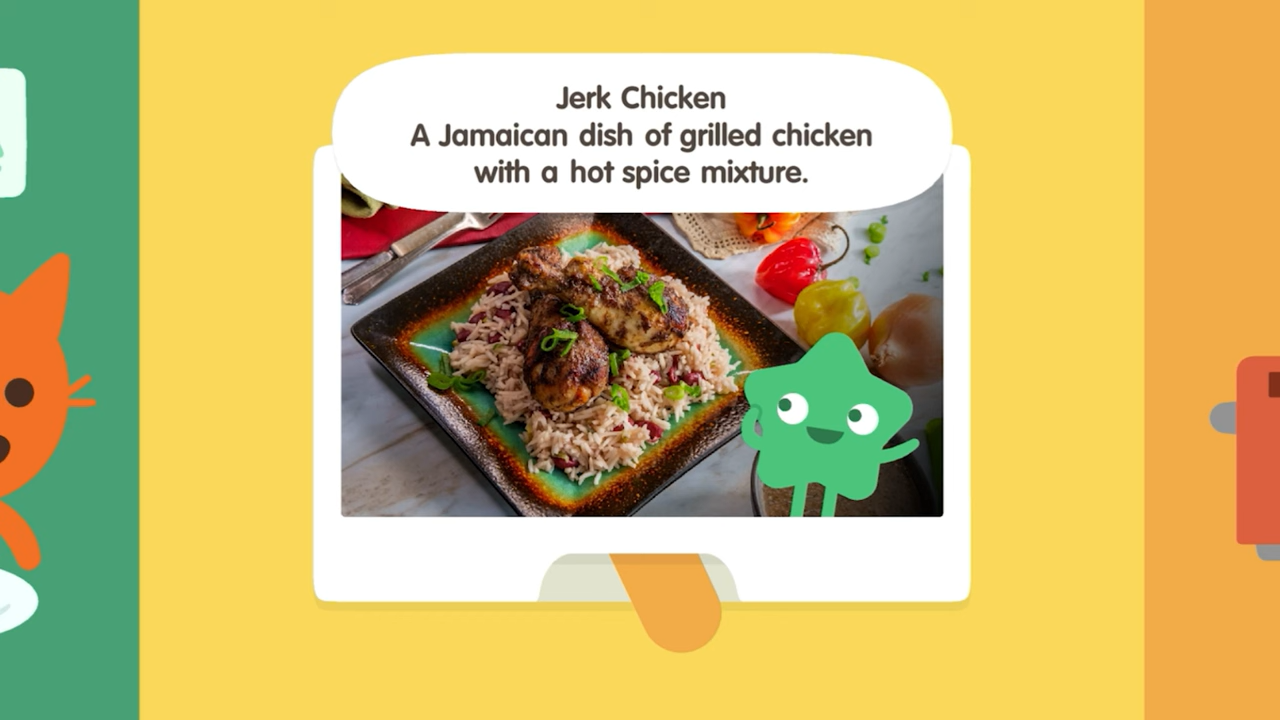 Jerk Chicken
A Jamaican dish of grilled chicken
with a hot spice mixture.